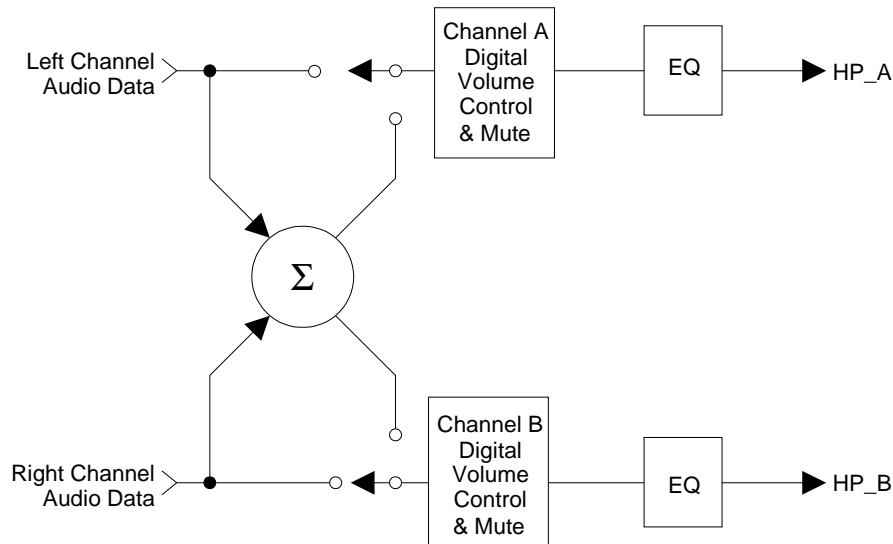 Left Channel
Audio Data
Channel A
Digital
Volume
Control
& Mute
EQ
HP_A
Σ
Right Channel
Audio Data
Channel B
Digital
Volume
Control
& Mute
EQ
HP_B